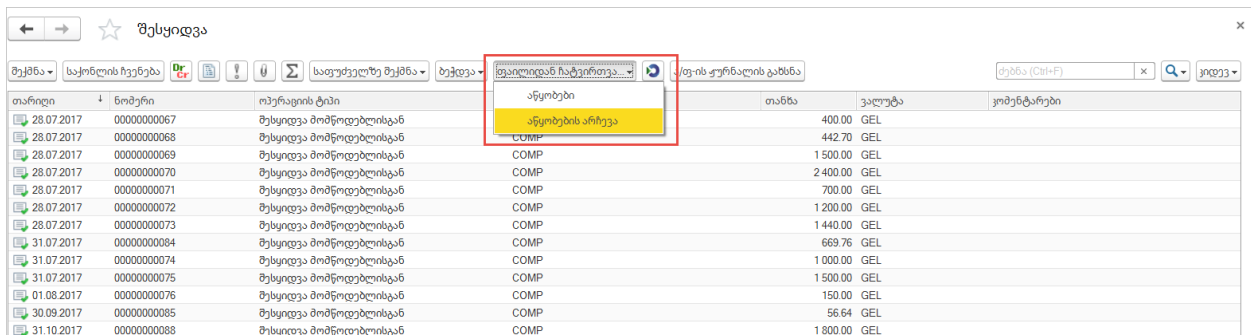 შესყიდვა
შექმნა საქონლის ჩვენება Dr Cr საფუძველზე შექმნა ბეჭდვა ფაილიდან ჩატვირთვა... ა/ფ-ის ჟურნალის გახსნა ძებნა (Ctrl+F) კიდევ
აწყობები
აწყობების არჩევა
თარიღი ნომერი ოპერაციის ტიპი თანხა ვალუტა კომენტარები
28.07.2017 00000000067 შესყიდვა მომწოდებლისგან 400.00 GEL
28.07.2017 00000000068 შესყიდვა მომწოდებლისგან COMP 442.70 GEL
28.07.2017 00000000069 შესყიდვა მომწოდებლისგან COMP 1 500.00 GEL
28.07.2017 00000000070 შესყიდვა მომწოდებლისგან COMP 2 400.00 GEL
28.07.2017 00000000071 შესყიდვა მომწოდებლისგან COMP 700.00 GEL
28.07.2017 00000000072 შესყიდვა მომწოდებლისგან COMP 1 200.00 GEL
28.07.2017 00000000073 შესყიდვა მომწოდებლისგან COMP 1 440.00 GEL
31.07.2017 00000000084 შესყიდვა მომწოდებლისგან COMP 669.76 GEL
31.07.2017 00000000074 შესყიდვა მომწოდებლისგან COMP 1 000.00 GEL
31.07.2017 00000000075 შესყიდვა მომწოდებლისგან COMP 1 500.00 GEL
01.08.2017 00000000076 შესყიდვა მომწოდებლისგან COMP 150.00 GEL
30.09.2017 00000000085 შესყიდვა მომწოდებლისგან COMP 56.64 GEL
31.10.2017 00000000088 შესყიდვა მომწოდებლისგან COMP 1 800.00 GEL